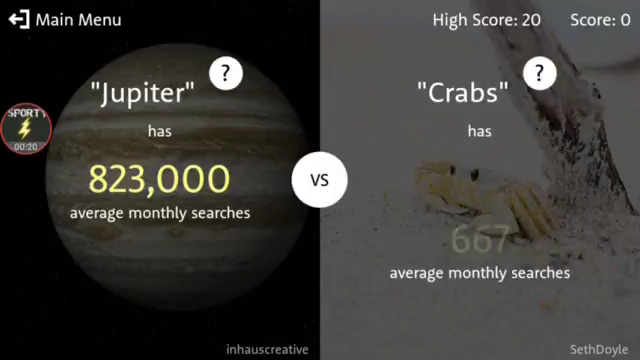 Main Menu
High Score: 20
Score: 0
?
"Jupiter"
has
823,000
average monthly searches
SPORTY
00:20
VS
?
"Crabs"
has
667
average monthly searches
inhauscreative
SethDoyle